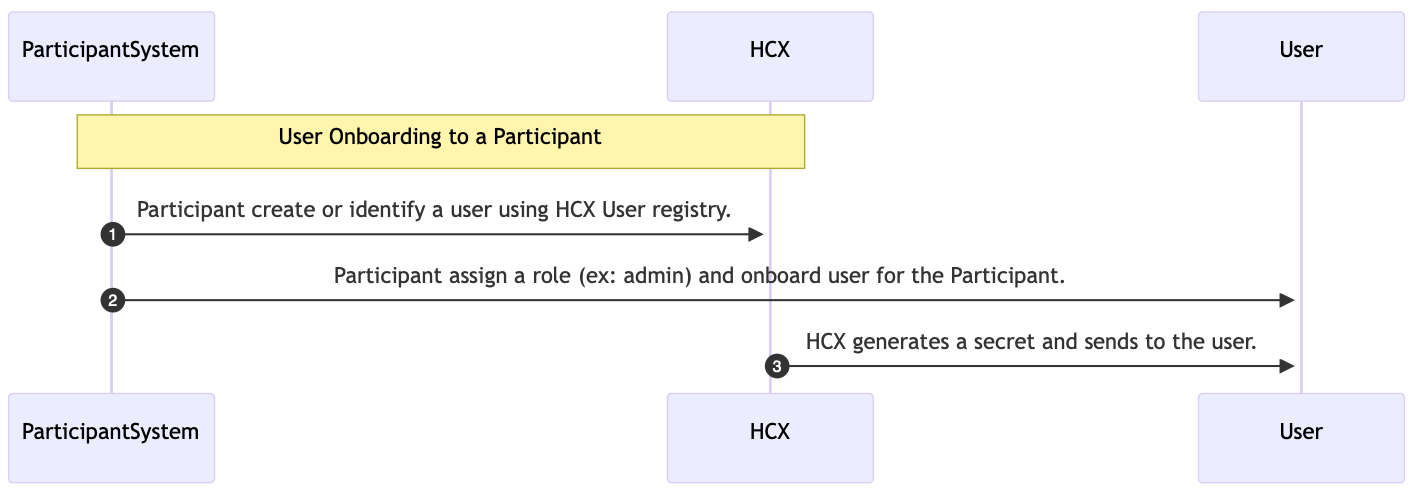 ParticipantSystem
HCX
User
User Onboarding to a Participant
Participant create or identify a user using HCX User registry.
1
Participant assign a role (ex: admin) and onboard user for the Participant.
2
HCX generates a secret and sends to the user.
3
ParticipantSystem
HCX
User